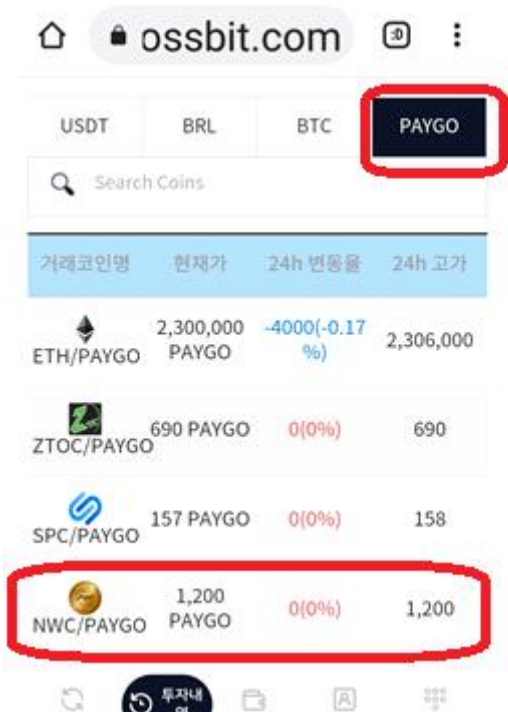 ossbit.com
USDT BRL BTC PAYGO
Search Coins
거래코인명 현재가 24h 변동율 24h 고가
ETH/PAYGO 2,300,000 PAYGO -4000(-0.17%) 2,306,000
ZTOC/PAYGO 690 PAYGO 0(0%) 690
SPC/PAYGO 157 PAYGO 0(0%) 158
NWC/PAYGO 1,200 PAYGO 0(0%) 1,200
투자내